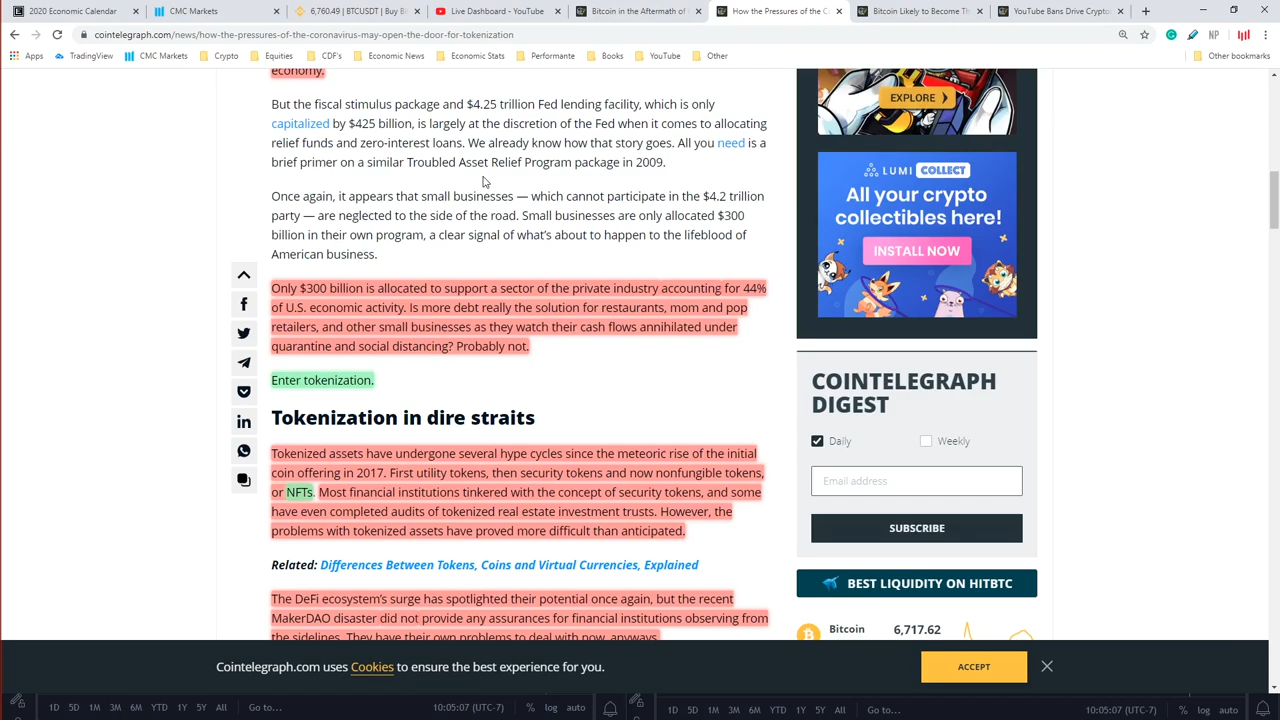 2020 Economic Calendar
CMC Markets
6,760.49 | BTCUSDT | Buy Bi
Live Dashboard - YouTube
Bitcoin in the Aftermath of
How the Pressures of the C
Bitcoin Likely to Become Th
YouTube Bans Drive Crypto
cointelegraph.com/news/how-the-pressures-of-the-coronavirus-may-open-the-door-for-tokenization
NP
Apps
TradingView
CMC Markets
Crypto
Equities
CDF's
Economic News
Economic Stats
Performante
Books
YouTube
Other
Other bookmarks
economy.
But the fiscal stimulus package and $4.25 trillion Fed lending facility, which is only
capitalized by $425 billion, is largely at the discretion of the Fed when it comes to allocating
relief funds and zero-interest loans. We already know how that story goes. All you need is a
brief primer on a similar Troubled Asset Relief Program package in 2009.
Once again, it appears that small businesses — which cannot participate in the $4.2 trillion
party — are neglected to the side of the road. Small businesses are only allocated $300
billion in their own program, a clear signal of what's about to happen to the lifeblood of
American business.
Only $300 billion is allocated to support a sector of the private industry accounting for 44%
of U.S. economic activity. Is more debt really the solution for restaurants, mom and pop
retailers, and other small businesses as they watch their cash flows annihilated under
quarantine and social distancing? Probably not.
Enter tokenization.
Tokenization in dire straits
Tokenized assets have undergone several hype cycles since the meteoric rise of the initial
coin offering in 2017. First utility tokens, then security tokens and now nonfungible tokens,
or NFTs. Most financial institutions tinkered with the concept of security tokens, and some
have even completed audits of tokenized real estate investment trusts. However, the
problems with tokenized assets have proved more difficult than anticipated.
Related: Differences Between Tokens, Coins and Virtual Currencies, Explained
The DeFi ecosystem's surge has spotlighted their potential once again, but the recent
MakerDAO disaster did not provide any assurances for financial institutions observing from
the sidelines. They have their own problems to deal with now, anyways.
EXPLORE
LUMI COLLECT
All your crypto
collectibles here!
INSTALL NOW
COINTELEGRAPH
DIGEST
Daily
Weekly
Email address
SUBSCRIBE
BEST LIQUIDITY ON HITBTC
Bitcoin
6,717.62
Cointelegraph.com uses Cookies to ensure the best experience for you.
ACCEPT
1D 5D 1M 3M 6M YTD 1Y 5Y All Go to... 10:05:07 (UTC-7) % log auto
1D 5D 1M 3M 6M YTD 1Y 5Y All Go to... 10:05:07 (UTC-7) % log auto